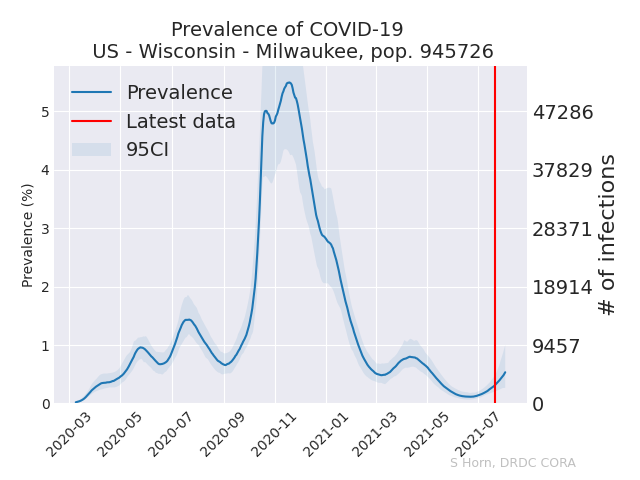 Prevalence of COVID-19
US - Wisconsin - Milwaukee, pop. 945726
Prevalence
Latest data
95CI
Prevalence (%)
5
4
3
2
1
0
47286
37829
28371
18914
9457
0
# of infections
2020-03
2020-05
2020-07
2020-09
2020-11
2021-01
2021-03
2021-05
2021-07
S Horn, DRDC CORA